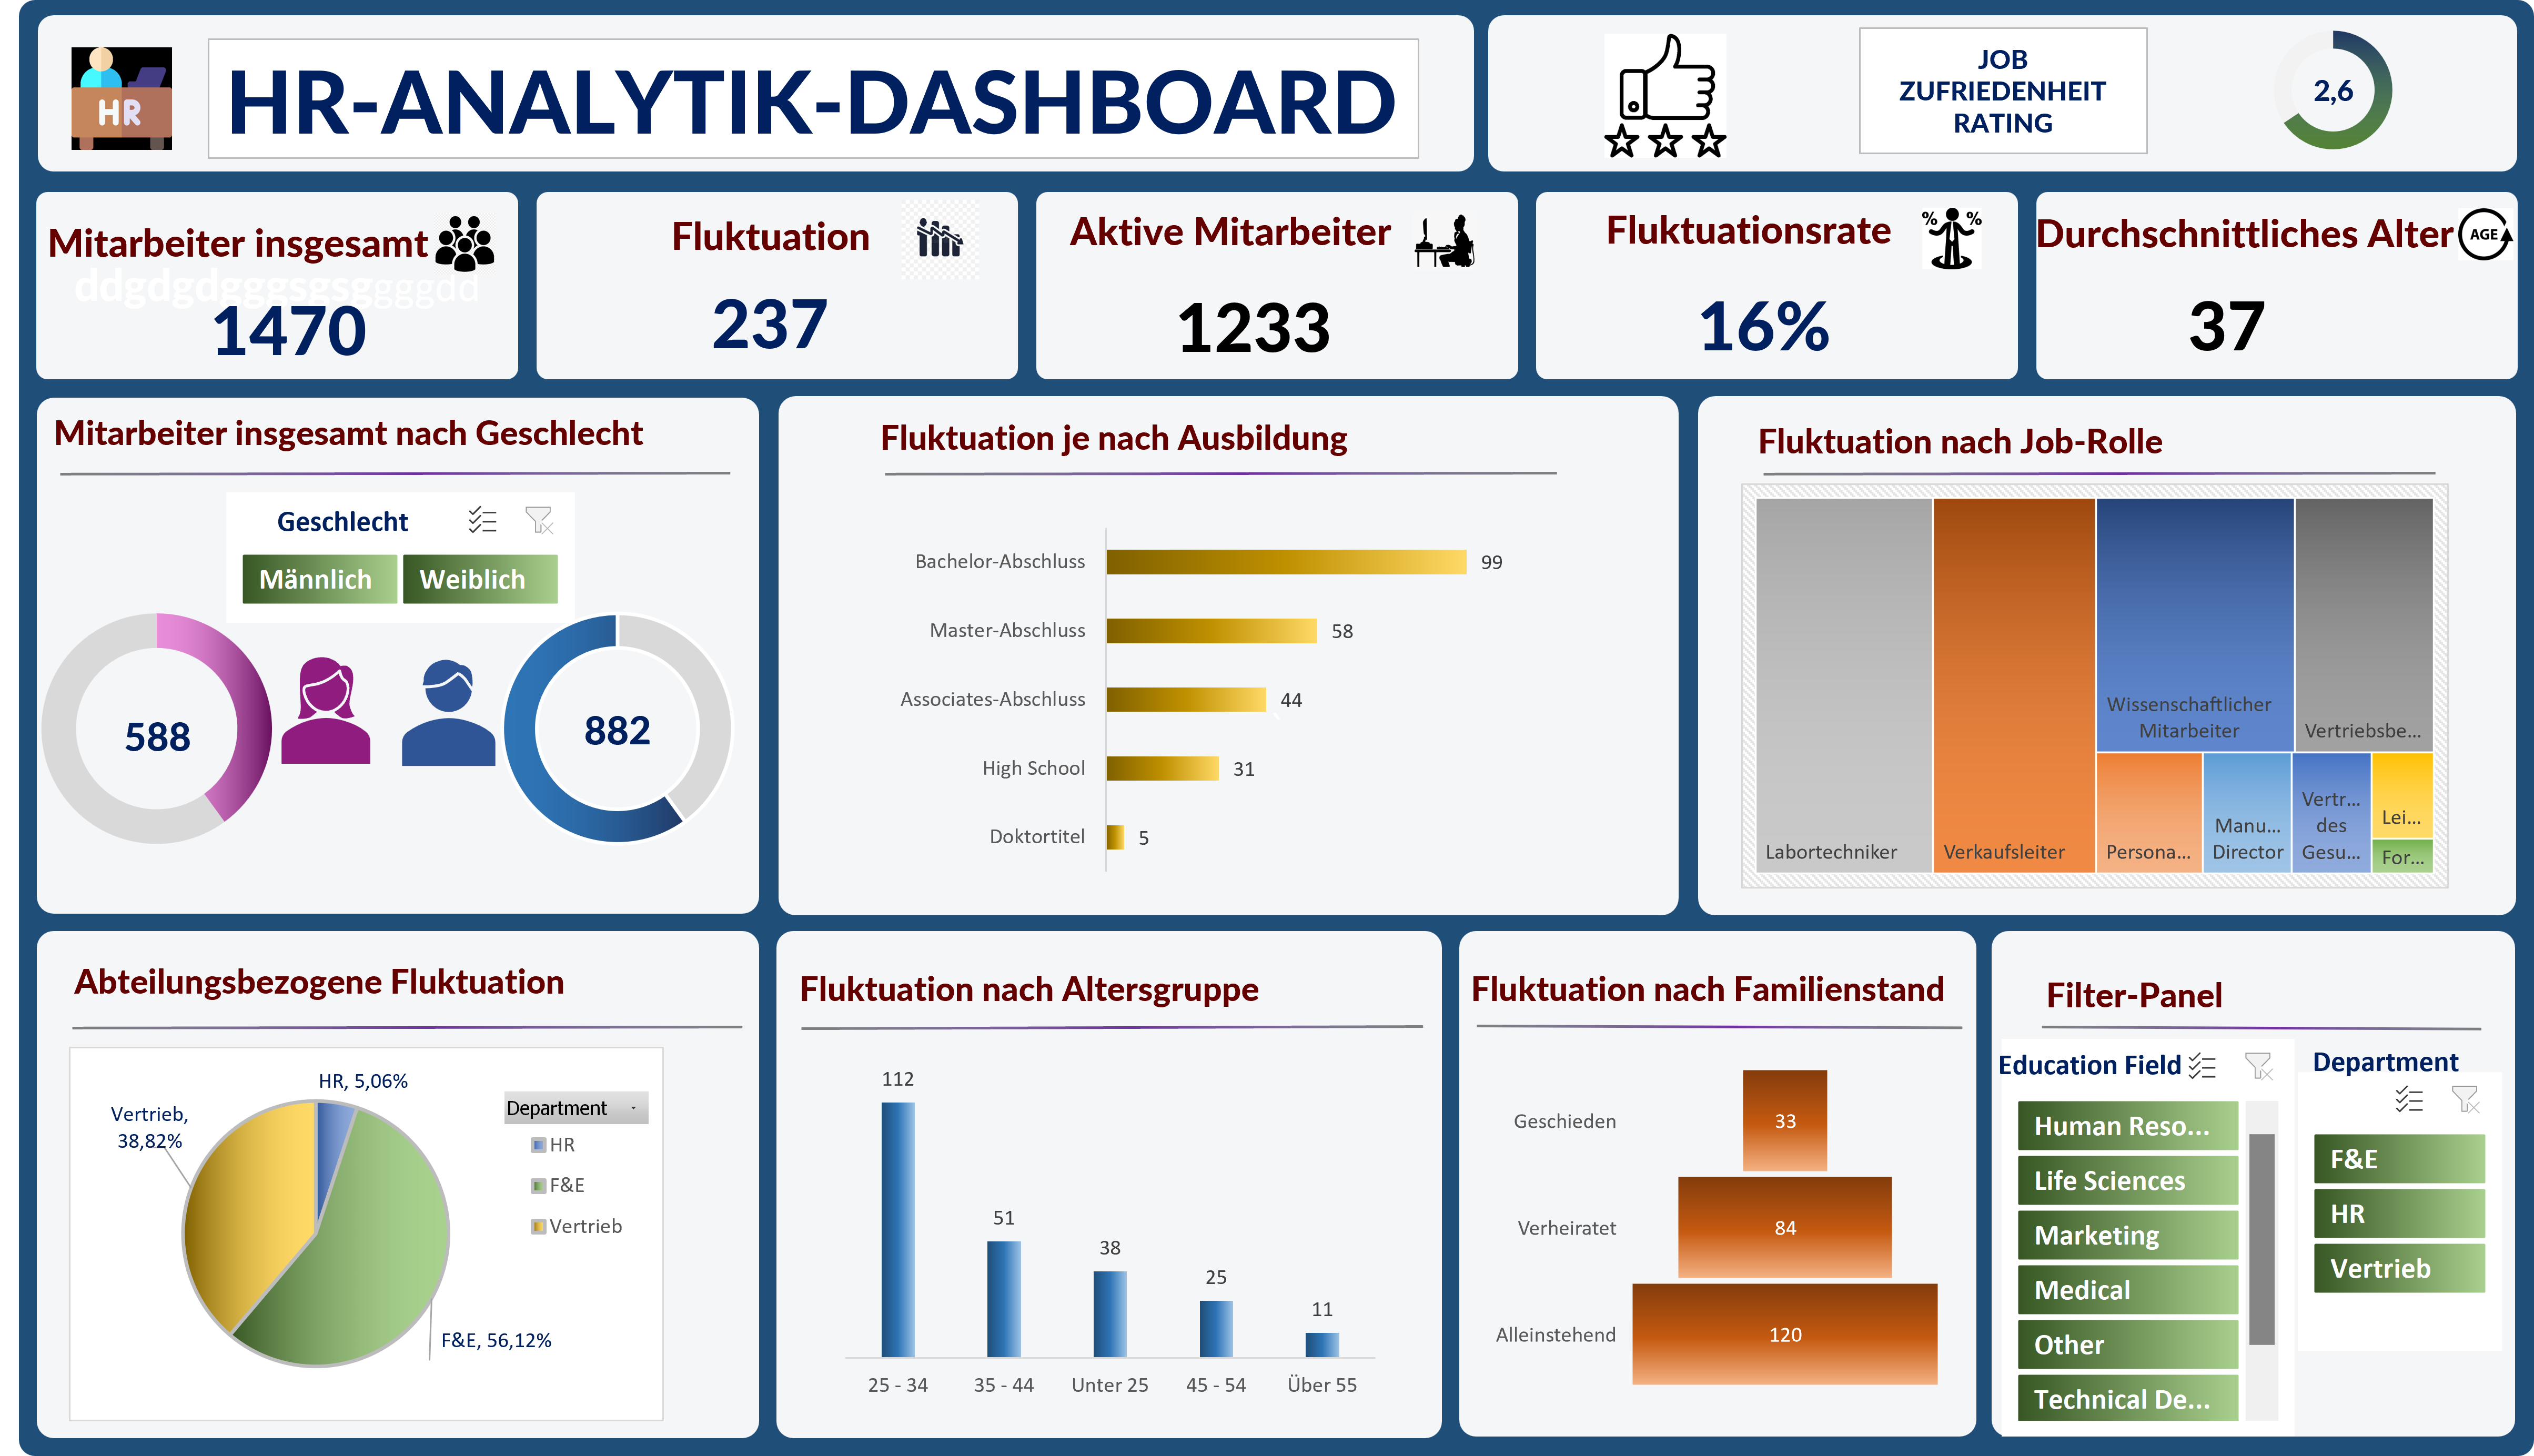 HR
HR-ANALYTIK-DASHBOARD
JOB
ZUFRIEDENHEIT
RATING
2,6
Mitarbeiter insgesamt
ddgdgdgggsgsggggdd
1470
Fluktuation
237
Aktive Mitarbeiter
1233
Fluktuationsrate
% %
16%
Durchschnittliches Alter
AGE
37
Mitarbeiter insgesamt nach Geschlecht
Geschlecht
Männlich
Weiblich
588
882
Fluktuation je nach Ausbildung
Bachelor-Abschluss 99
Master-Abschluss 58
Associates-Abschluss 44
High School 31
Doktortitel 5
Fluktuation nach Job-Rolle
Labortechniker
Verkaufsleiter
Wissenschaftlicher
Mitarbeiter
Vertriebsbe...
Persona...
Manu...
Director
Vertr...
des
Gesu...
Lei...
For...
Abteilungsbezogene Fluktuation
HR, 5,06%
Vertrieb,
38,82%
F&E, 56,12%
Department
HR
F&E
Vertrieb
Fluktuation nach Altersgruppe
112
51
38
25
11
25 - 34
35 - 44
Unter 25
45 - 54
Über 55
Fluktuation nach Familienstand
Geschieden 33
Verheiratet 84
Alleinstehend 120
Filter-Panel
Education Field
Human Reso...
Life Sciences
Marketing
Medical
Other
Technical De...
Department
F&E
HR
Vertrieb